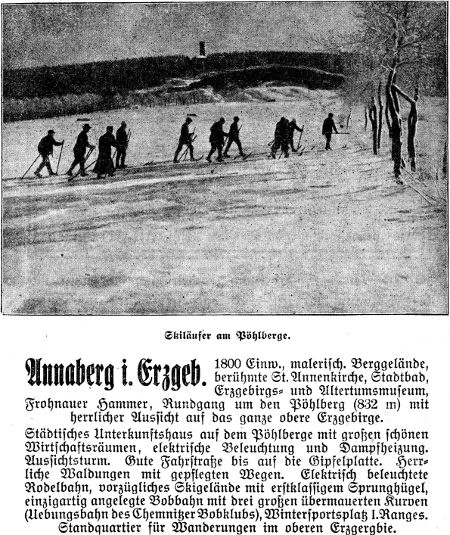 Skiläufer am Pöhlberge.
Annaberg i. Erzgeb. 1800 Einw., malerisch. Berggelände,
berühmte St. Annenkirche, Stadtbad,
Erzgebirgs- und Altertumsmuseum,
Frohnauer Hammer, Rundgang um den Pöhlberg (832 m) mit
herrlicher Aussicht auf das ganze obere Erzgebirge.
Städtisches Unterkunftshaus auf dem Pöhlberge mit großen schönen
Wirtschaftsräumen, elektrische Beleuchtung und Dampfheizung.
Aussichtsturm. Gute Fahrstraße bis auf die Gipfelplatte. Herr-
liche Waldungen mit gepflegten Wegen. Elektrisch beleuchtete
Rodelbahn, vorzügliches Skigelände mit erstklassigem Sprunghügel,
einzigartig angelegte Bobbahn mit drei großen übermauerten Kurven
(Uebungsbahn des Chemnitzer Bobklubs), Wintersportsplatz I. Ranges.
Standquartier für Wanderungen im oberen Erzgergbie.